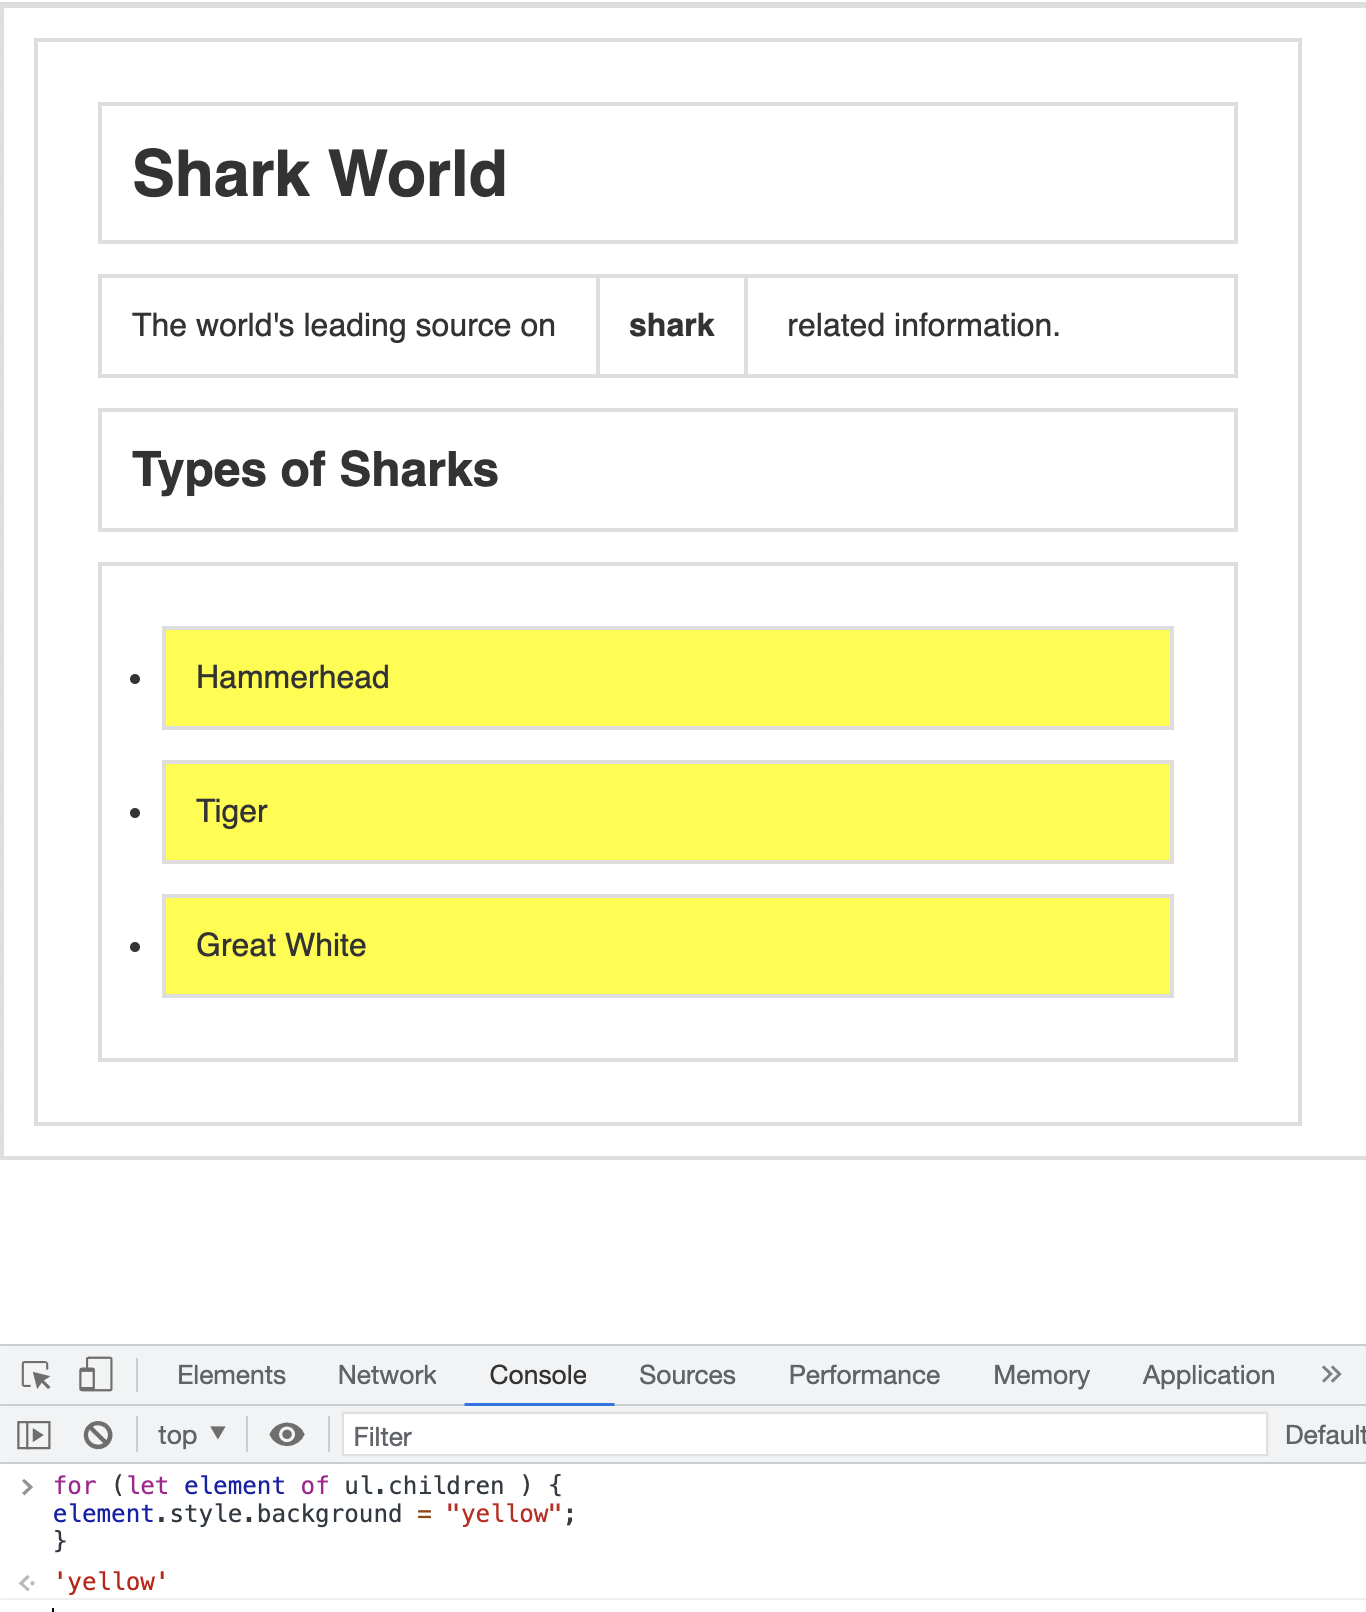 Shark World
The world's leading source on shark related information.
Types of Sharks
• Hammerhead
• Tiger
• Great White
Elements Network Console Sources Performance Memory Application »
top ▼ Filter Default
> for (let element of ul.children ) {
element.style.background = "yellow";
}
<· 'yellow'